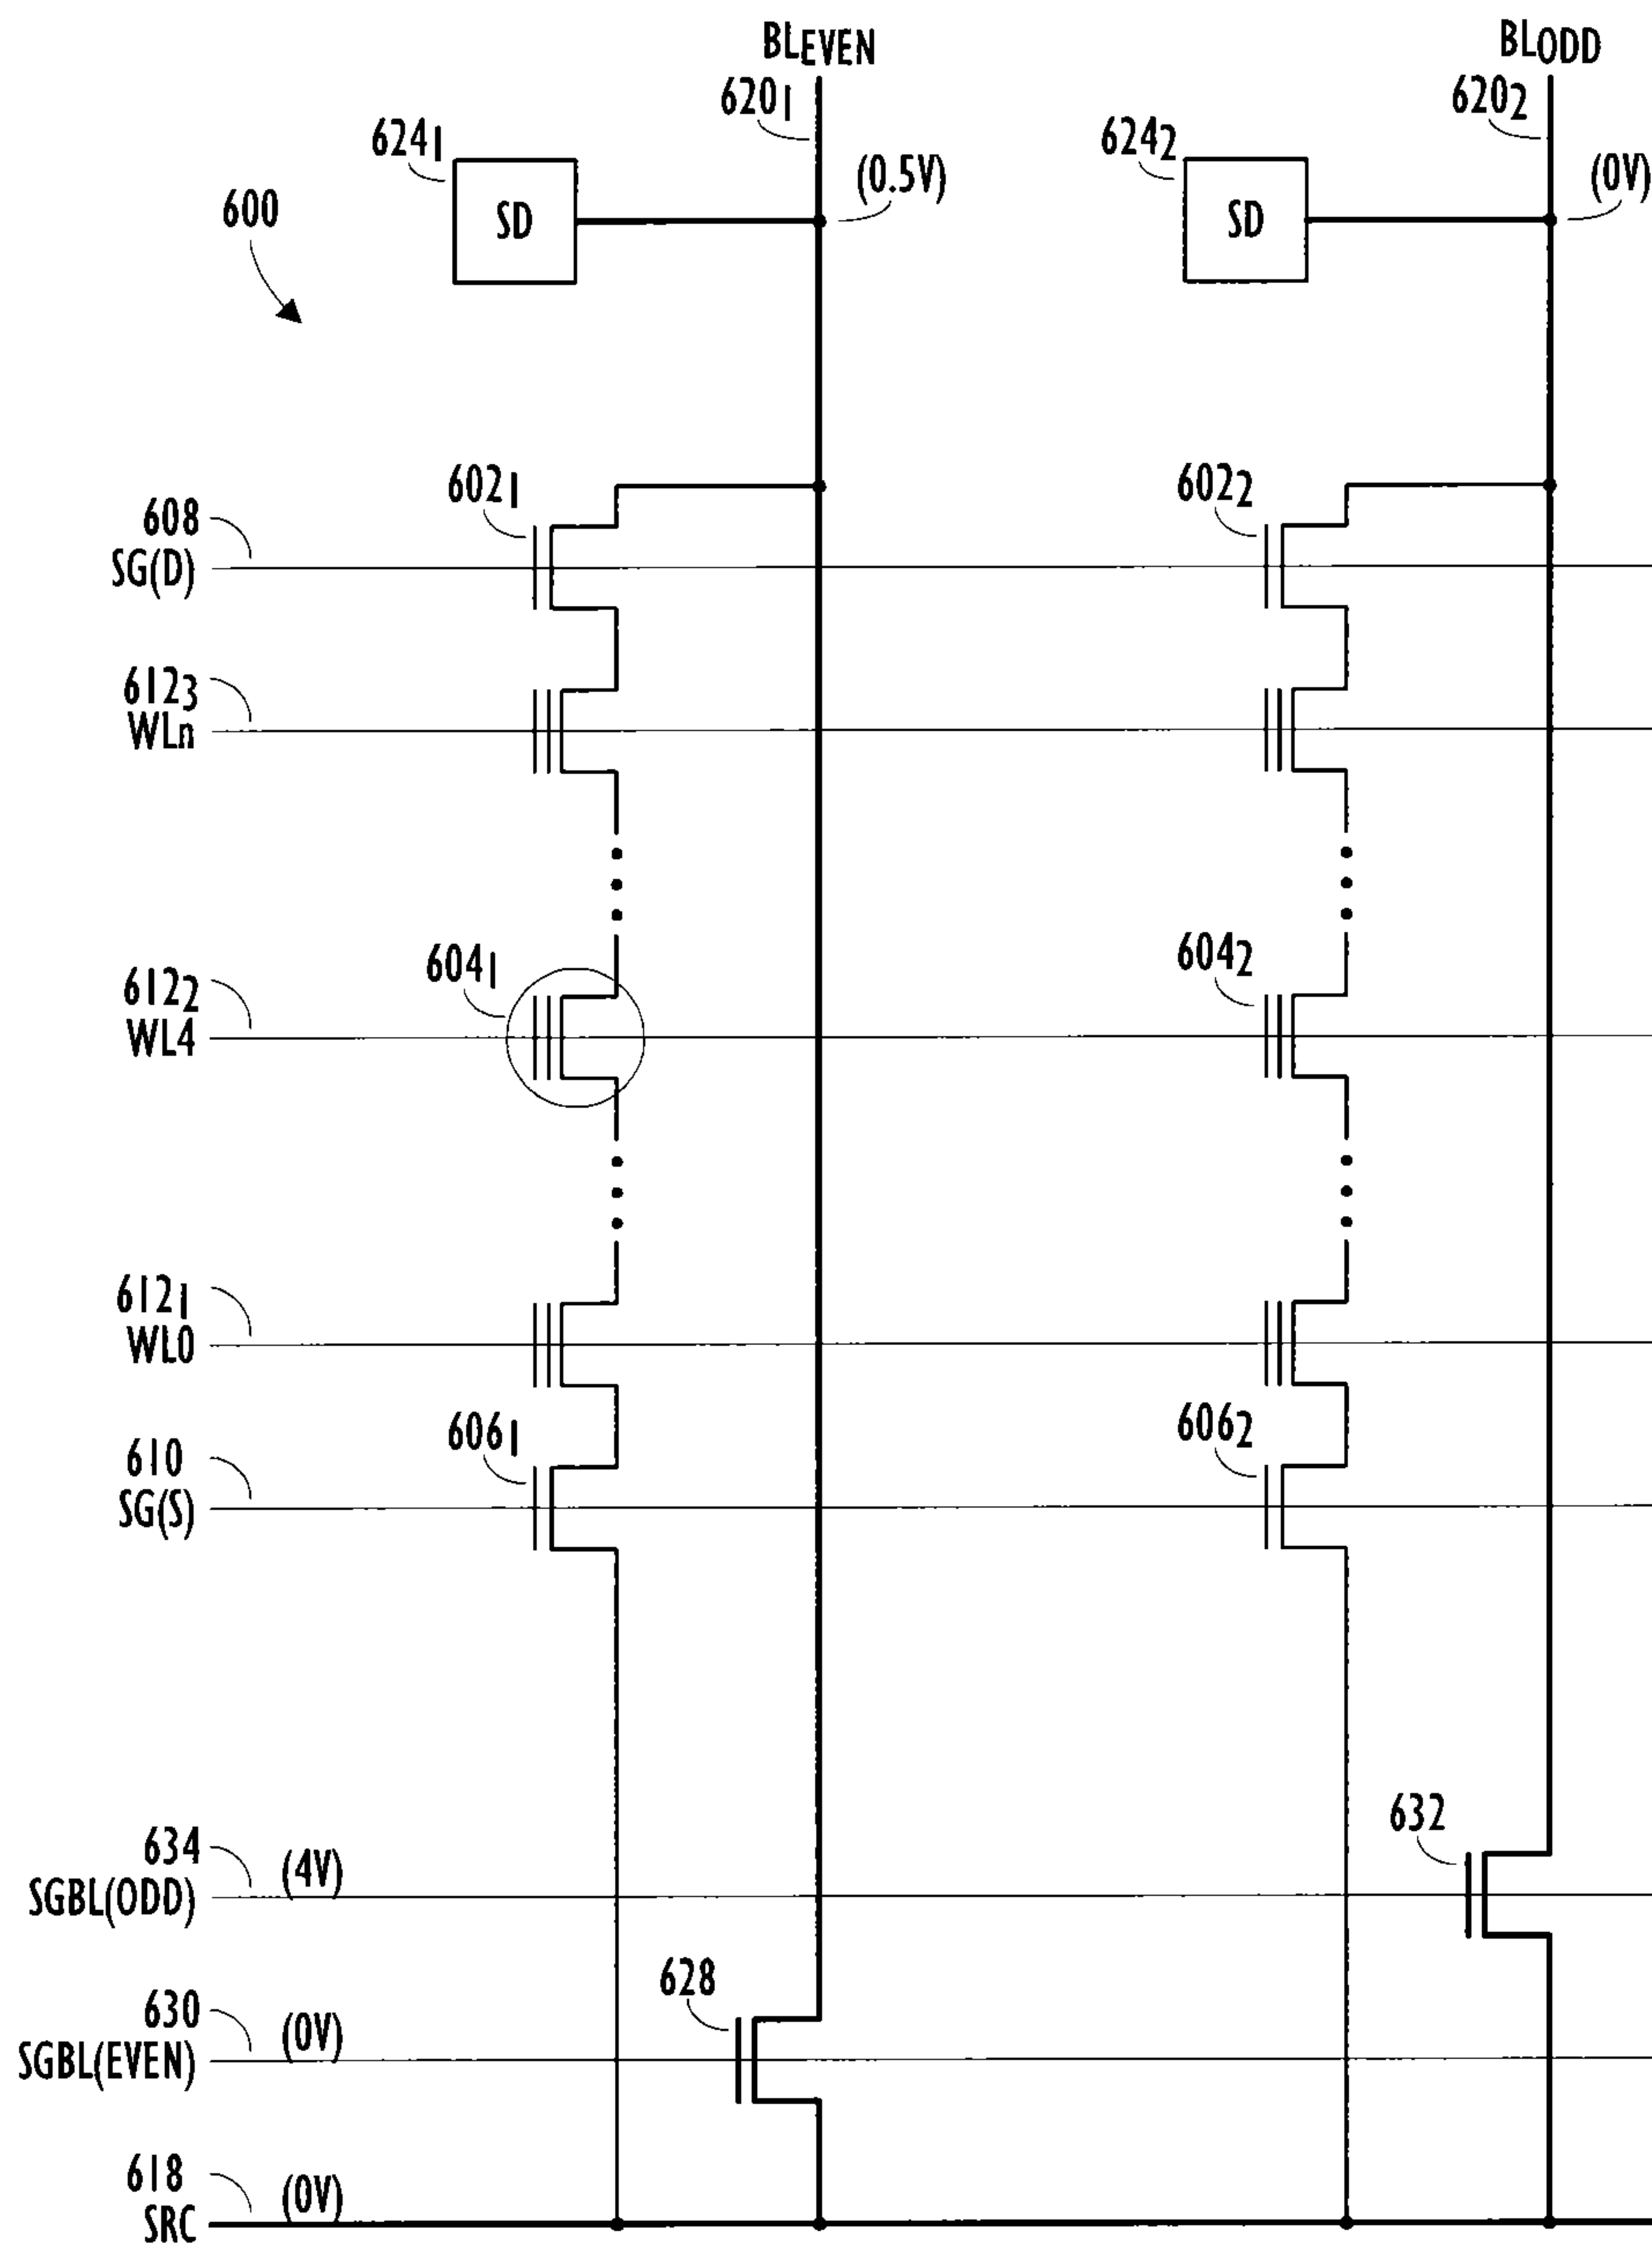 BLEVEN
BLODD
620₁
620₂
624₁
624₂
(0.5V)
(0V)
SD
SD
600
602₁
602₂
608
SG(D)
612₃
WLn
604₁
604₂
612₂
WL4
612₁
WL0
606₁
606₂
610
SG(S)
632
634
(4V)
SGBL(ODD)
628
630
(0V)
SGBL(EVEN)
618
(0V)
SRC